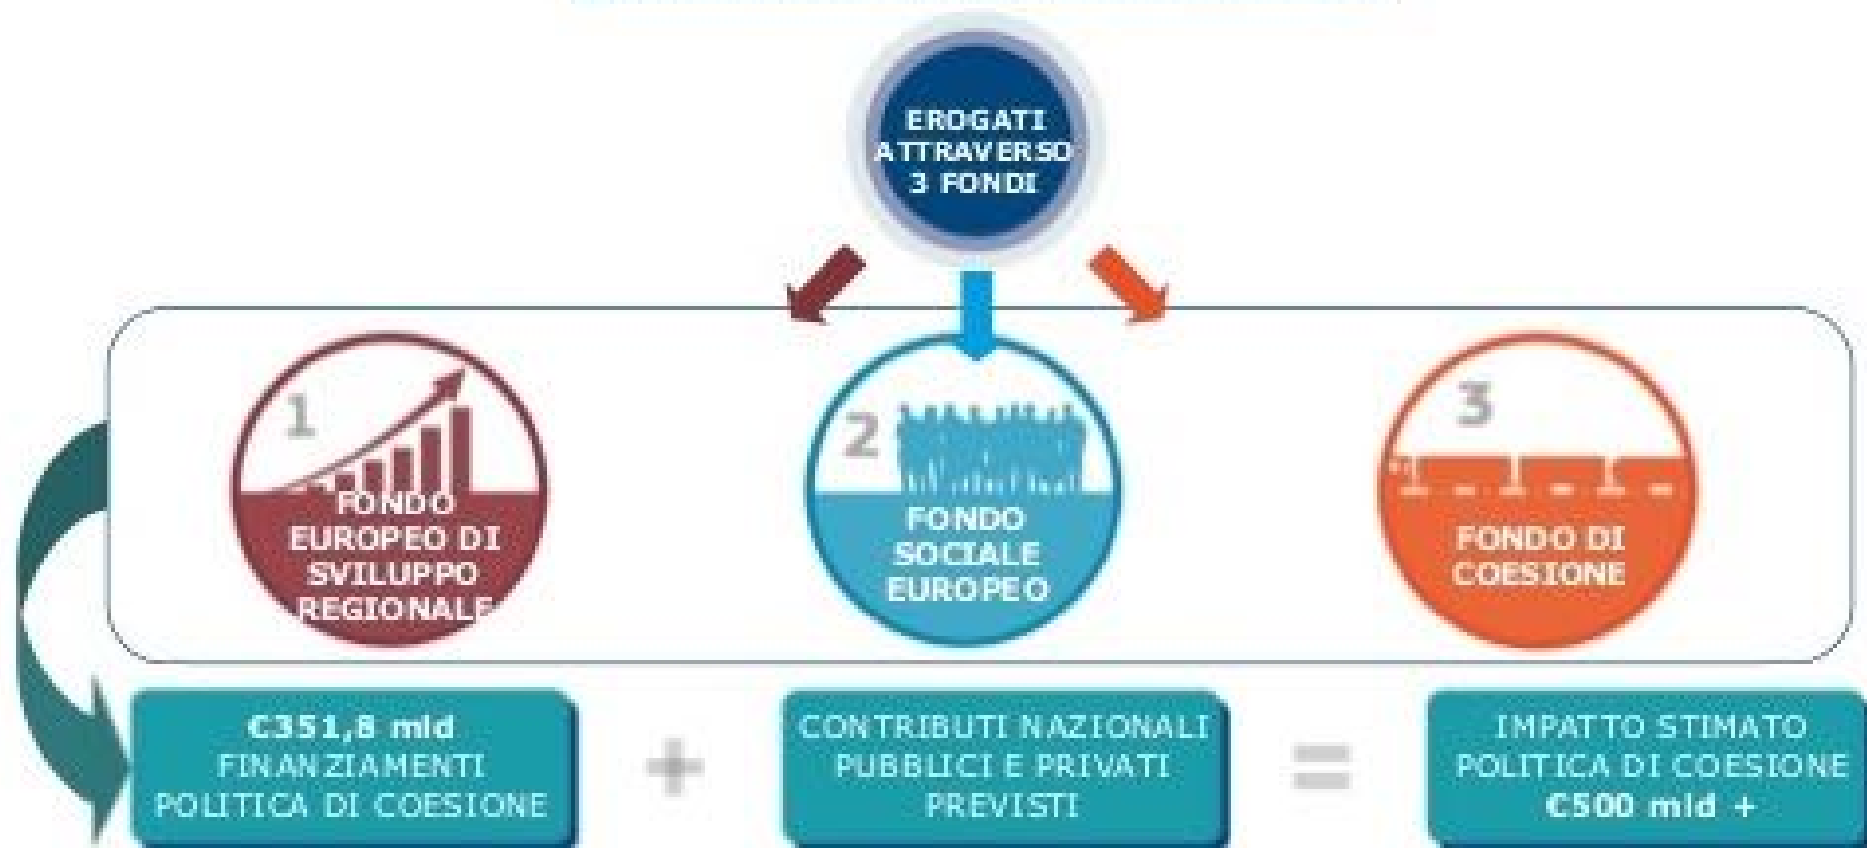 EROGATI
ATTRAVERSO
3 FONDI
1
FONDO
EUROPEO DI
SVILUPPO
REGIONALE
2
FONDO
SOCIALE
EUROPEO
3
FONDO DI
COESIONE
€351,8 mld
FINANZIAMENTI
POLITICA DI COESIONE
+
CONTRIBUTI NAZIONALI
PUBBLICI E PRIVATI
PREVISTI
=
IMPATTO STIMATO
POLITICA DI COESIONE
€500 mld +